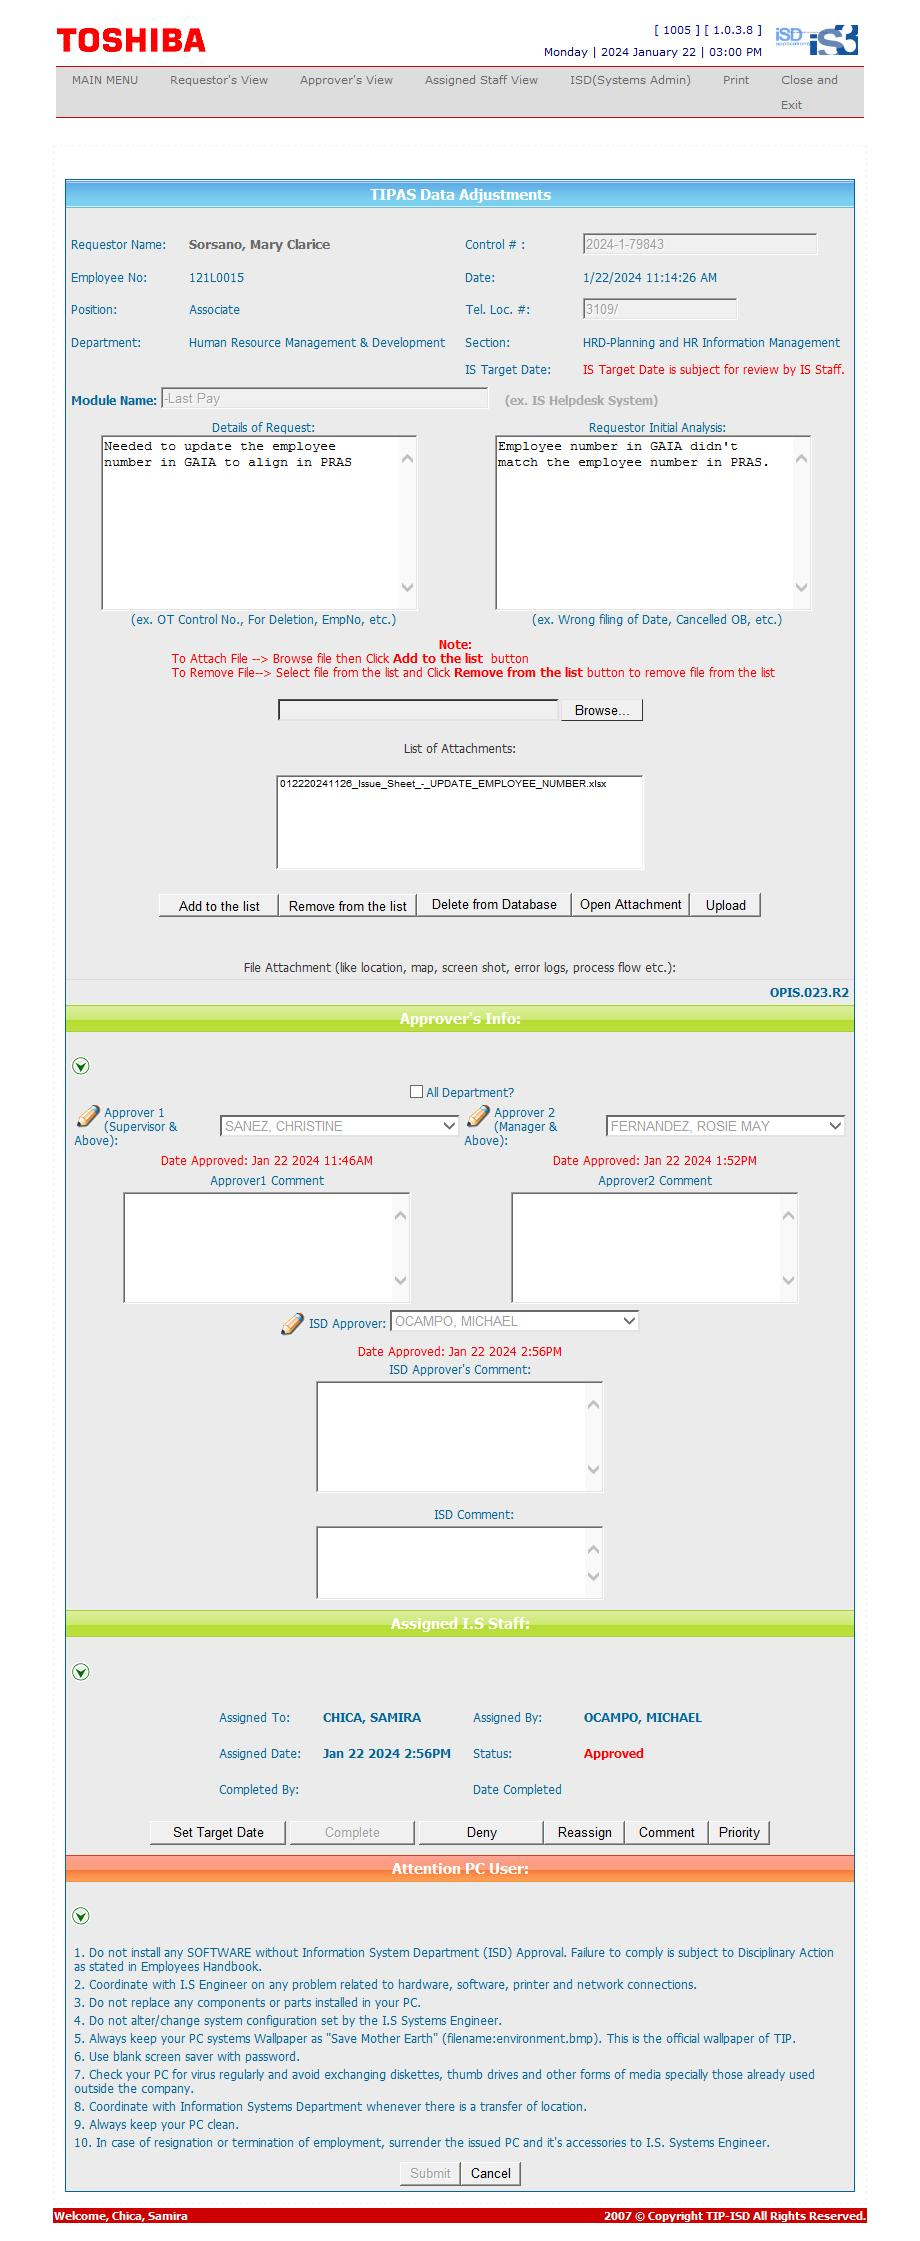 TOSHIBA
[ 1005 ] [ 1.0.3.8 ]
Monday | 2024 January 22 | 03:00 PM
iSD
iS3
MAIN MENU Requestor's View Approver's View Assigned Staff View ISD(Systems Admin) Print Close and Exit
TIPAS Data Adjustments
Requestor Name: Sorsano, Mary Clarice Control # : 2024-1-79843
Employee No: 121L0015 Date: 1/22/2024 11:14:26 AM
Position: Associate Tel. Loc. #: 3109/
Department: Human Resource Management & Development Section: HRD-Planning and HR Information Management
IS Target Date: IS Target Date is subject for review by IS Staff.
Module Name: -Last Pay (ex. IS Helpdesk System)
Details of Request:
Needed to update the employee
number in GAIA to align in PRAS
(ex. OT Control No., For Deletion, EmpNo, etc.)
Requestor Initial Analysis:
Employee number in GAIA didn't
match the employee number in PRAS.
(ex. Wrong filing of Date, Cancelled OB, etc.)
Note:
To Attach File --> Browse file then Click Add to the list button
To Remove File--> Select file from the list and Click Remove from the list button to remove file from the list
Browse...
List of Attachments:
012220241126_Issue_Sheet_-_UPDATE_EMPLOYEE_NUMBER.xlsx
Add to the list Remove from the list Delete from Database Open Attachment Upload
File Attachment (like location, map, screen shot, error logs, process flow etc.):
OPIS.023.R2
Approver's Info:
All Department?
Approver 1
(Supervisor &
Above):
SANEZ, CHRISTINE
Approver 2
(Manager &
Above):
FERNANDEZ, ROSIE MAY
Date Approved: Jan 22 2024 11:46AM Date Approved: Jan 22 2024 1:52PM
Approver1 Comment Approver2 Comment
ISD Approver: OCAMPO, MICHAEL
Date Approved: Jan 22 2024 2:56PM
ISD Approver's Comment:
ISD Comment:
Assigned I.S Staff:
Assigned To: CHICA, SAMIRA Assigned By: OCAMPO, MICHAEL
Assigned Date: Jan 22 2024 2:56PM Status: Approved
Completed By: Date Completed
Set Target Date Complete Deny Reassign Comment Priority
Attention PC User:
1. Do not install any SOFTWARE without Information System Department (ISD) Approval. Failure to comply is subject to Disciplinary Action
as stated in Employees Handbook.
2. Coordinate with I.S Engineer on any problem related to hardware, software, printer and network connections.
3. Do not replace any components or parts installed in your PC.
4. Do not alter/change system configuration set by the I.S Systems Engineer.
5. Always keep your PC systems Wallpaper as "Save Mother Earth" (filename:environment.bmp). This is the official wallpaper of TIP.
6. Use blank screen saver with password.
7. Check your PC for virus regularly and avoid exchanging diskettes, thumb drives and other forms of media specially those already used
outside the company.
8. Coordinate with Information Systems Department whenever there is a transfer of location.
9. Always keep your PC clean.
10. In case of resignation or termination of employment, surrender the issued PC and it's accessories to I.S. Systems Engineer.
Submit Cancel
Welcome, Chica, Samira 2007 © Copyright TIP-ISD All Rights Reserved.